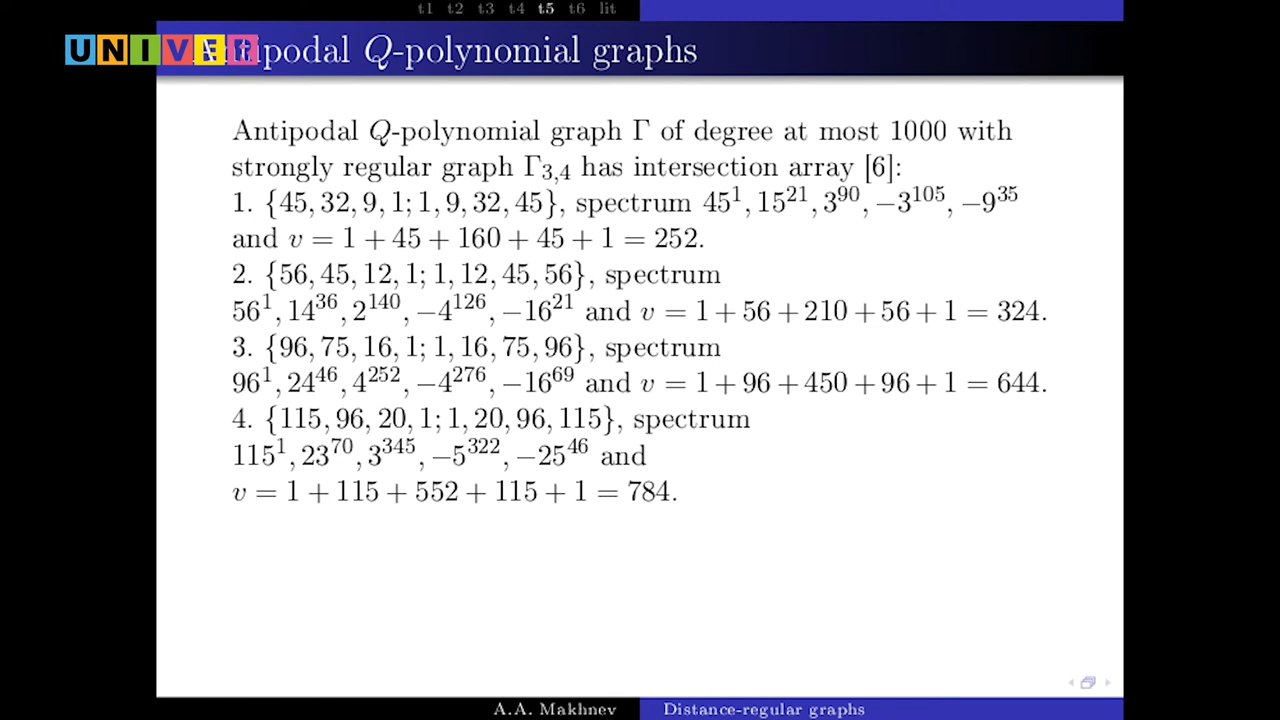 t1 t2 t3 t4 t5 t6 lit
UNIVER
Antipodal Q-polynomial graphs
Antipodal Q-polynomial graph Γ of degree at most 1000 with
strongly regular graph Γ₃,₄ has intersection array [6]:
1. {45, 32, 9, 1; 1, 9, 32, 45}, spectrum 45¹, 15²¹, 3⁹⁰, −3¹⁰⁵, −9³⁵
and v = 1 + 45 + 160 + 45 + 1 = 252.
2. {56, 45, 12, 1; 1, 12, 45, 56}, spectrum
56¹, 14³⁶, 2¹⁴⁰, −4¹²⁶, −16²¹ and v = 1 + 56 + 210 + 56 + 1 = 324.
3. {96, 75, 16, 1; 1, 16, 75, 96}, spectrum
96¹, 24⁴⁶, 4²⁵², −4²⁷⁶, −16⁶⁹ and v = 1 + 96 + 450 + 96 + 1 = 644.
4. {115, 96, 20, 1; 1, 20, 96, 115}, spectrum
115¹, 23⁷⁰, 3³⁴⁵, −5³²², −25⁴⁶ and
v = 1 + 115 + 552 + 115 + 1 = 784.
A.A. Makhnev Distance-regular graphs